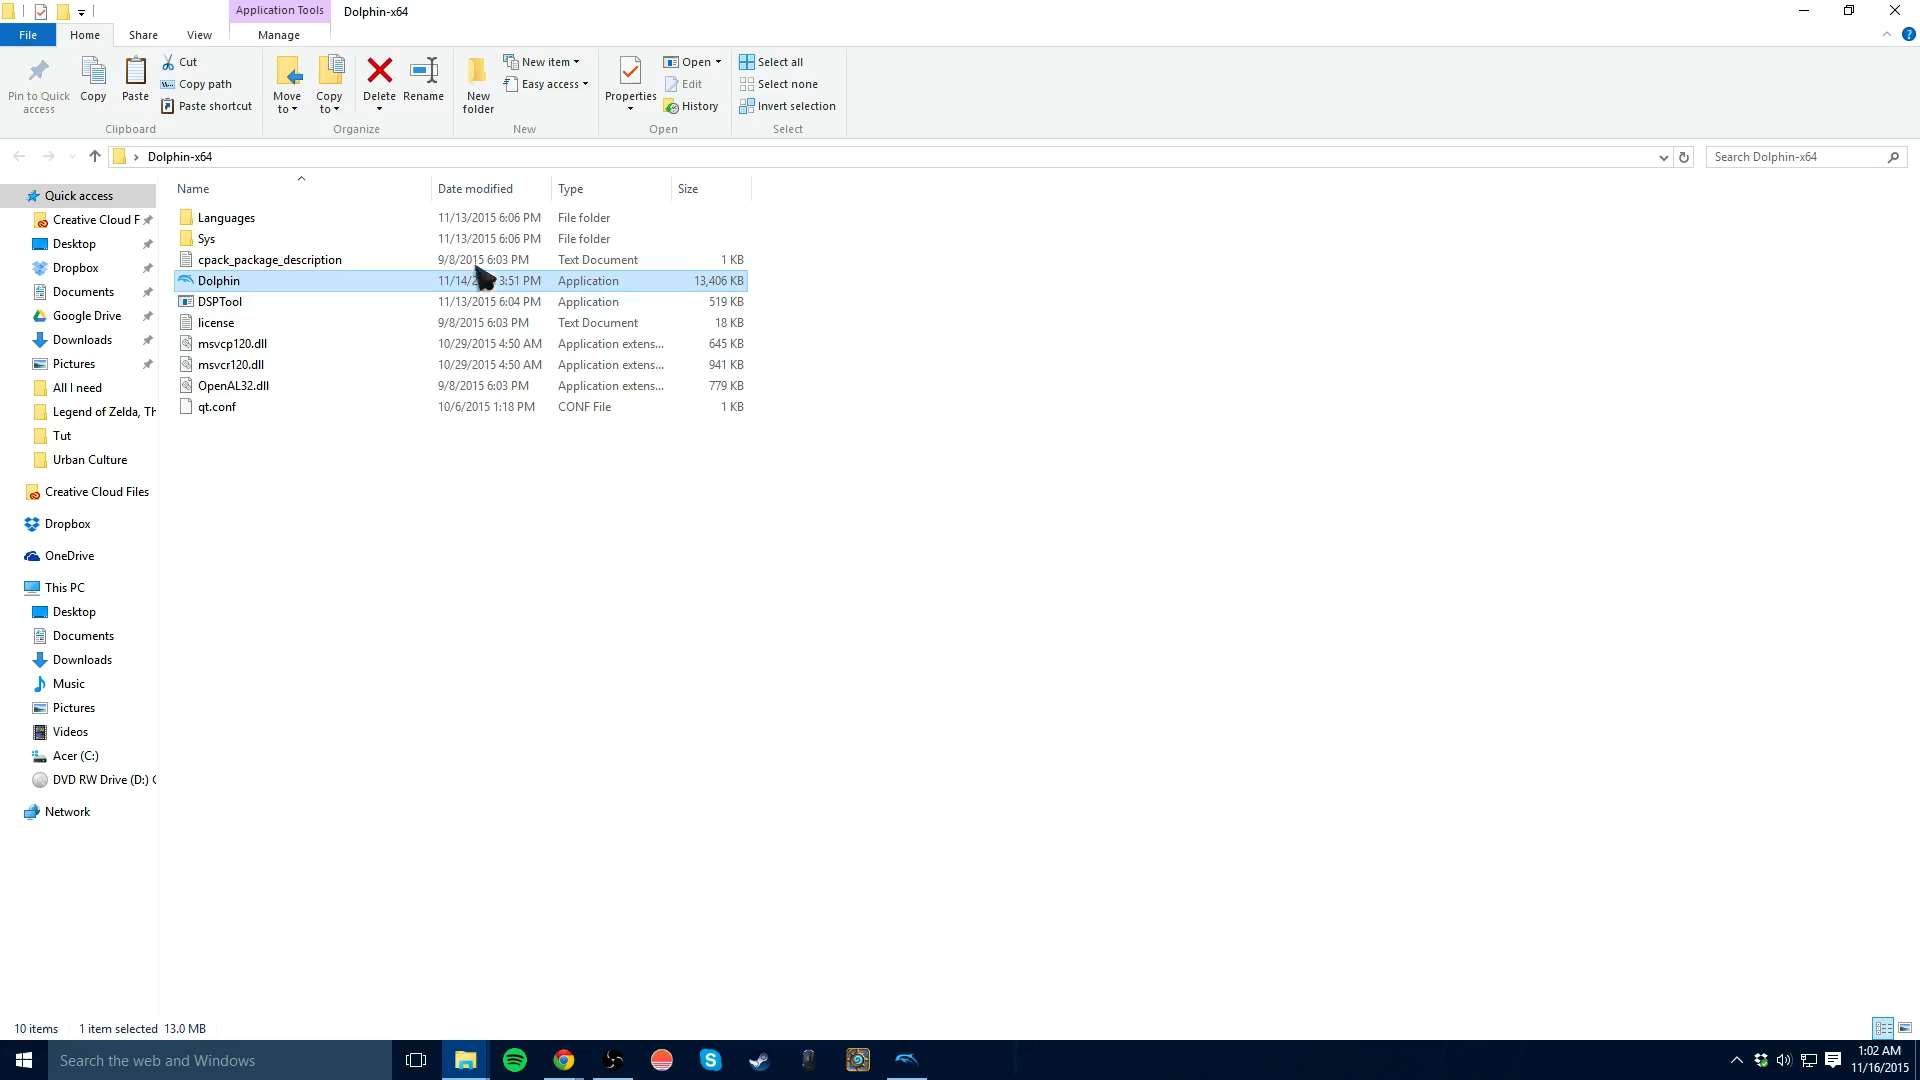 Application Tools Dolphin-x64
File Home Share View Manage
Pin to Quick access
Copy
Paste
Cut
Copy path
Paste shortcut
Clipboard
Move to
Copy to
Delete
Rename
Organize
New folder
New item
Easy access
New
Properties
Open
Edit
History
Open
Select all
Select none
Invert selection
Select
Dolphin-x64
Search Dolphin-x64
Name Date modified Type Size
Languages 11/13/2015 6:06 PM File folder
Sys 11/13/2015 6:06 PM File folder
cpack_package_description 9/8/2015 6:03 PM Text Document 1 KB
Dolphin 11/14/2 3:51 PM Application 13,406 KB
DSPTool 11/13/2015 6:04 PM Application 519 KB
license 9/8/2015 6:03 PM Text Document 18 KB
msvcp120.dll 10/29/2015 4:50 AM Application extens... 645 KB
msvcr120.dll 10/29/2015 4:50 AM Application extens... 941 KB
OpenAL32.dll 9/8/2015 6:03 PM Application extens... 779 KB
qt.conf 10/6/2015 1:18 PM CONF File 1 KB
Quick access
Creative Cloud F
Desktop
Dropbox
Documents
Google Drive
Downloads
Pictures
All I need
Legend of Zelda, Th
Tut
Urban Culture
Creative Cloud Files
Dropbox
OneDrive
This PC
Desktop
Documents
Downloads
Music
Pictures
Videos
Acer (C:)
DVD RW Drive (D:) C
Network
10 items 1 item selected 13.0 MB
Search the web and Windows
1:02 AM
11/16/2015